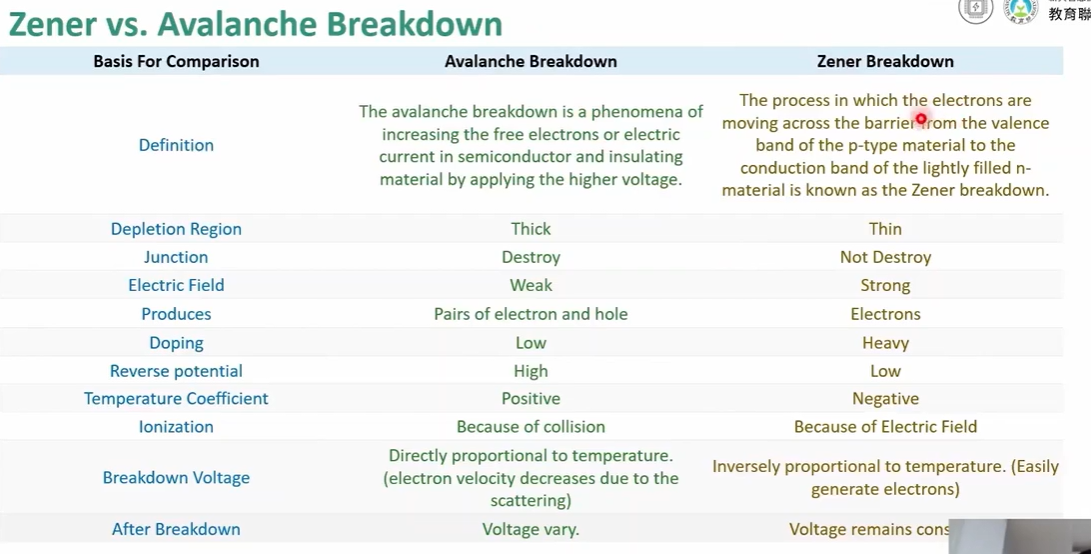 Zener vs. Avalanche Breakdown
教育聯
Basis For Comparison Avalanche Breakdown Zener Breakdown
Definition
The avalanche breakdown is a phenomena of
increasing the free electrons or electric
current in semiconductor and insulating
material by applying the higher voltage.
The process in which the electrons are
moving across the barrier from the valence
band of the p-type material to the
conduction band of the lightly filled n-
material is known as the Zener breakdown.
Depletion Region Thick Thin
Junction Destroy Not Destroy
Electric Field Weak Strong
Produces Pairs of electron and hole Electrons
Doping Low Heavy
Reverse potential High Low
Temperature Coefficient Positive Negative
Ionization Because of collision Because of Electric Field
Breakdown Voltage
Directly proportional to temperature.
(electron velocity decreases due to the
scattering)
Inversely proportional to temperature. (Easily
generate electrons)
After Breakdown Voltage vary. Voltage remains cons